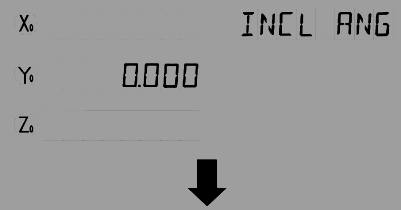 X₀ INCL ANG
Y₀ 0.000
Z₀